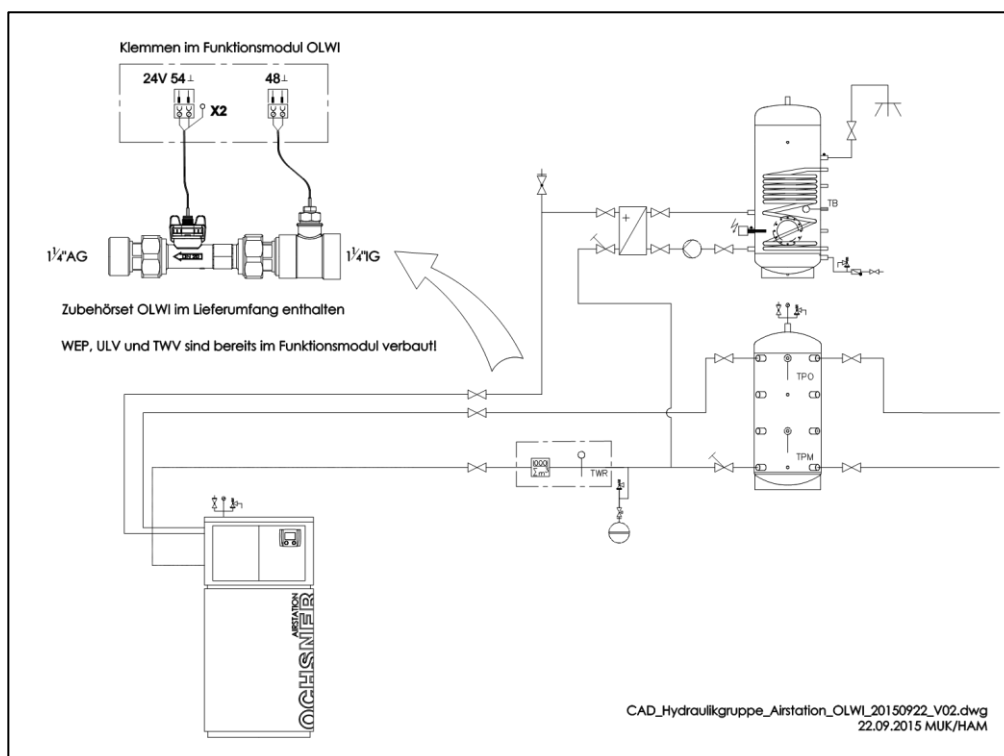 Klemmen im Funktionsmodul OLWI
24V 54 ⊥
48 ⊥
X2
1¼"AG
1¼"IG
Zubehörset OLWI im Lieferumfang enthalten
WEP, ULV und TWV sind bereits im Funktionsmodul verbaut!
TB
+
TPO
TPM
1000
Σm³
TWR
AIRSTATION
OCHSNER
CAD_Hydraulikgruppe_Airstation_OLWI_20150922_V02.dwg
22.09.2015 MUK/HAM